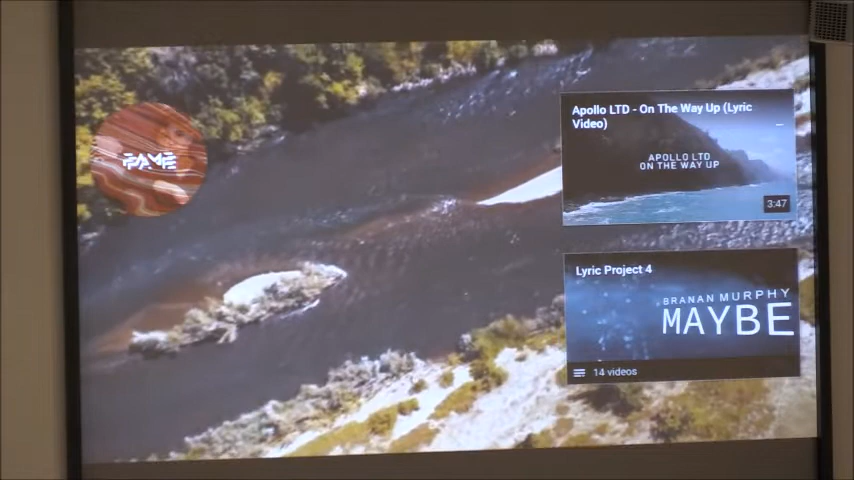 FAME
Apollo LTD - On The Way Up (Lyric
Video)
APOLLO LTD
ON THE WAY UP
3:47
Lyric Project 4
BRANAN MURPHY
MAYBE
14 videos